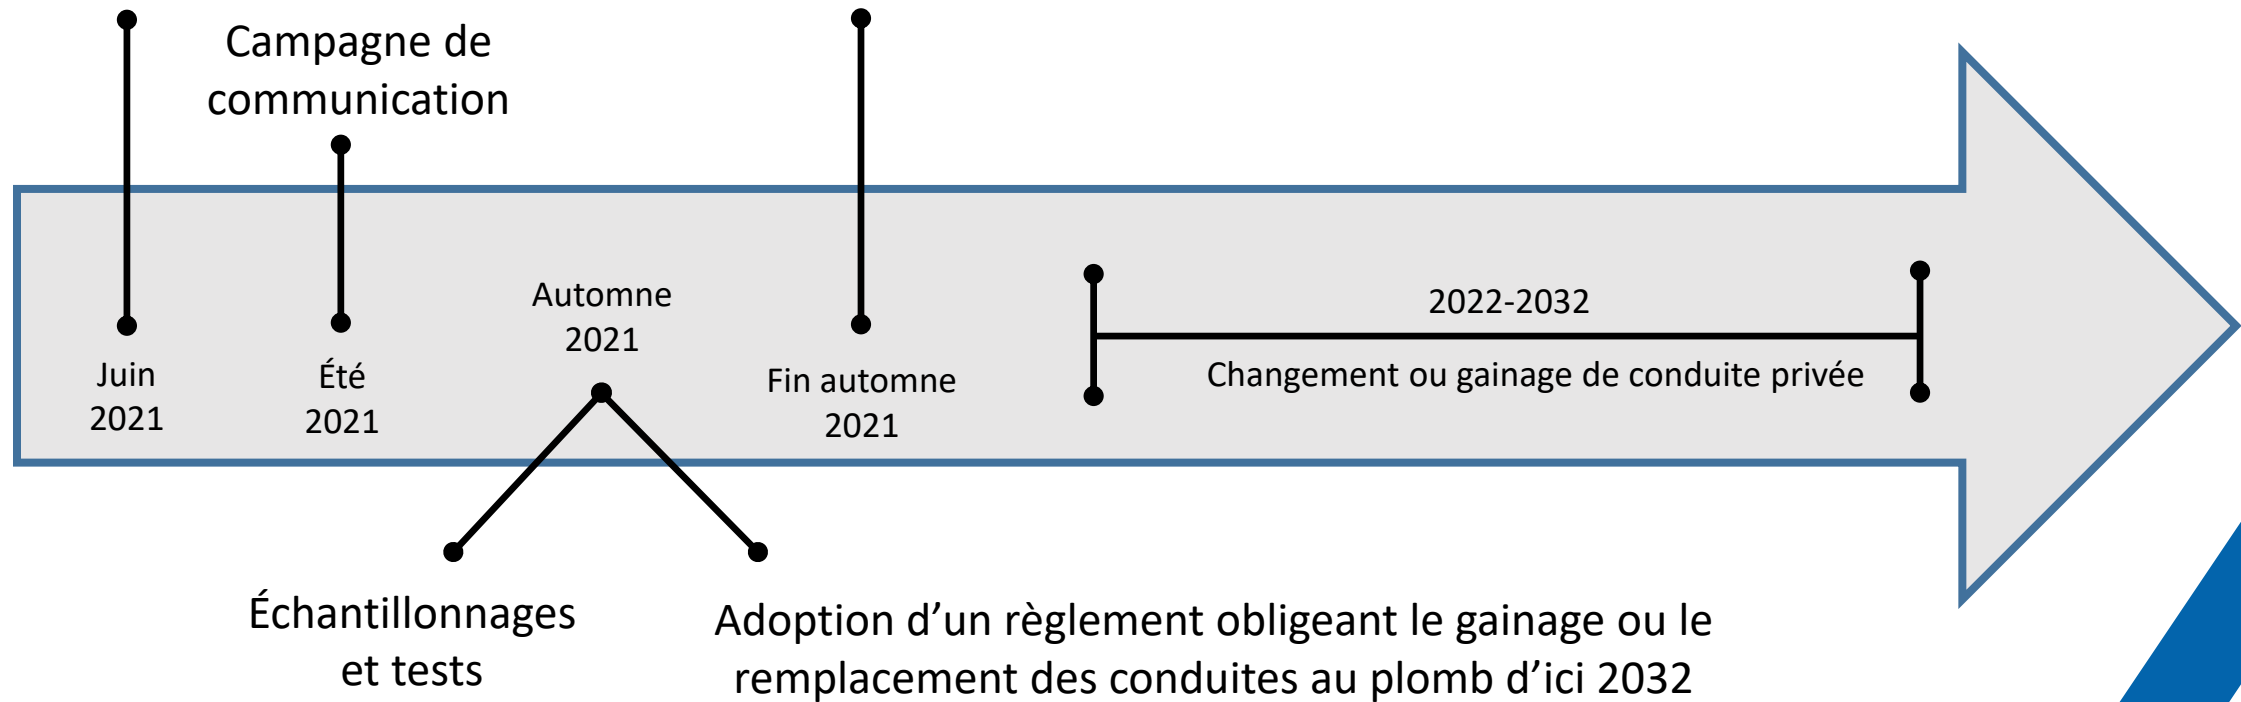 Campagne de
communication
Juin
2021
Été
2021
Automne
2021
Fin automne
2021
2022-2032
Changement ou gainage de conduite privée
Échantillonnages
et tests
Adoption d’un règlement obligeant le gainage ou le
remplacement des conduites au plomb d’ici 2032